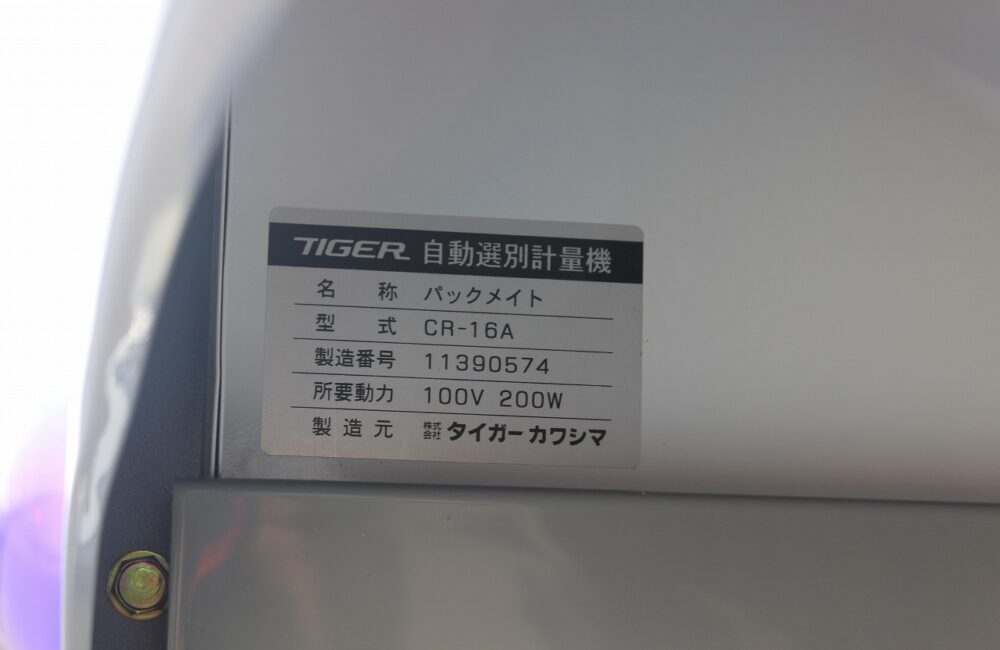 TIGER 自動選別計量機
名称 パックメイト
型式 CR-16A
製造番号 11390574
所要動力 100V 200W
製造元 株式会社 タイガーカワシマ